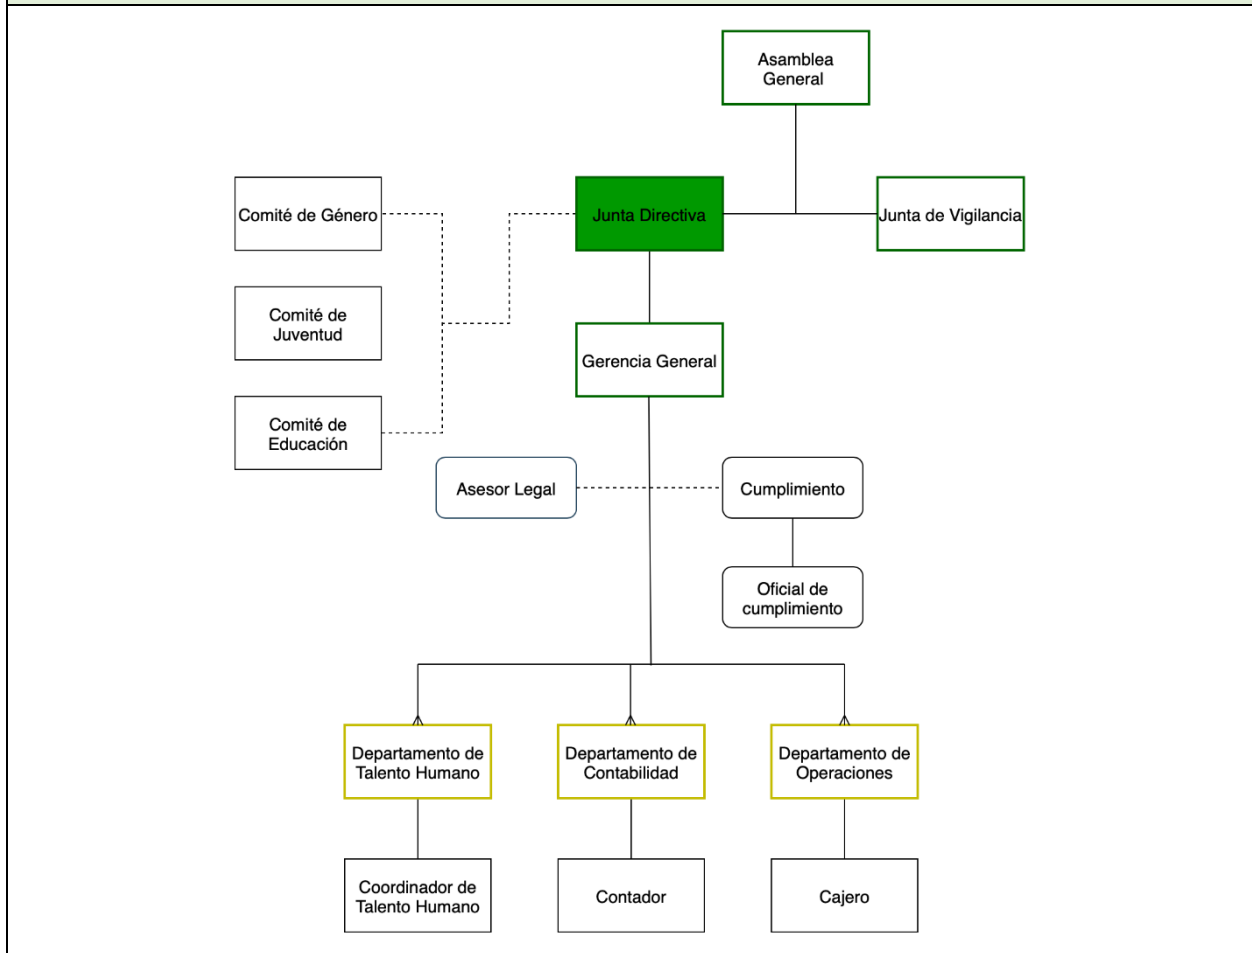 Asamblea
General
Comité de Género
Junta Directiva
Junta de Vigilancia
Comité de
Juventud
Gerencia General
Comité de
Educación
Asesor Legal
Cumplimiento
Oficial de
cumplimiento
Departamento de
Talento Humano
Departamento de
Contabilidad
Departamento de
Operaciones
Coordinador de
Talento Humano
Contador
Cajero